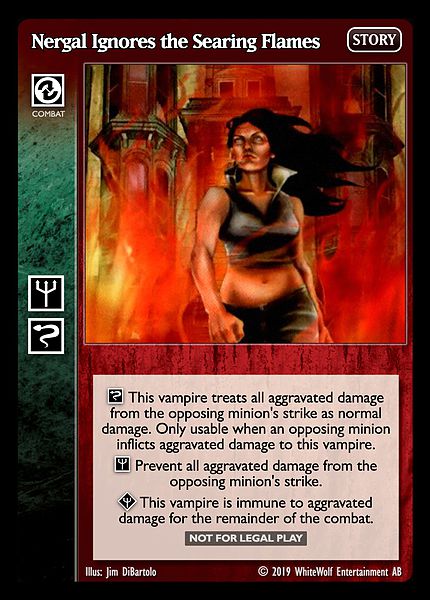 Nergal Ignores the Searing Flames
STORY
COMBAT
This vampire treats all aggravated damage
from the opposing minion's strike as normal
damage. Only usable when an opposing minion
inflicts aggravated damage to this vampire.
Prevent all aggravated damage from the
opposing minion's strike.
This vampire is immune to aggravated
damage for the remainder of the combat.
NOT FOR LEGAL PLAY
Illus: Jim DiBartolo
© 2019 WhiteWolf Entertainment AB